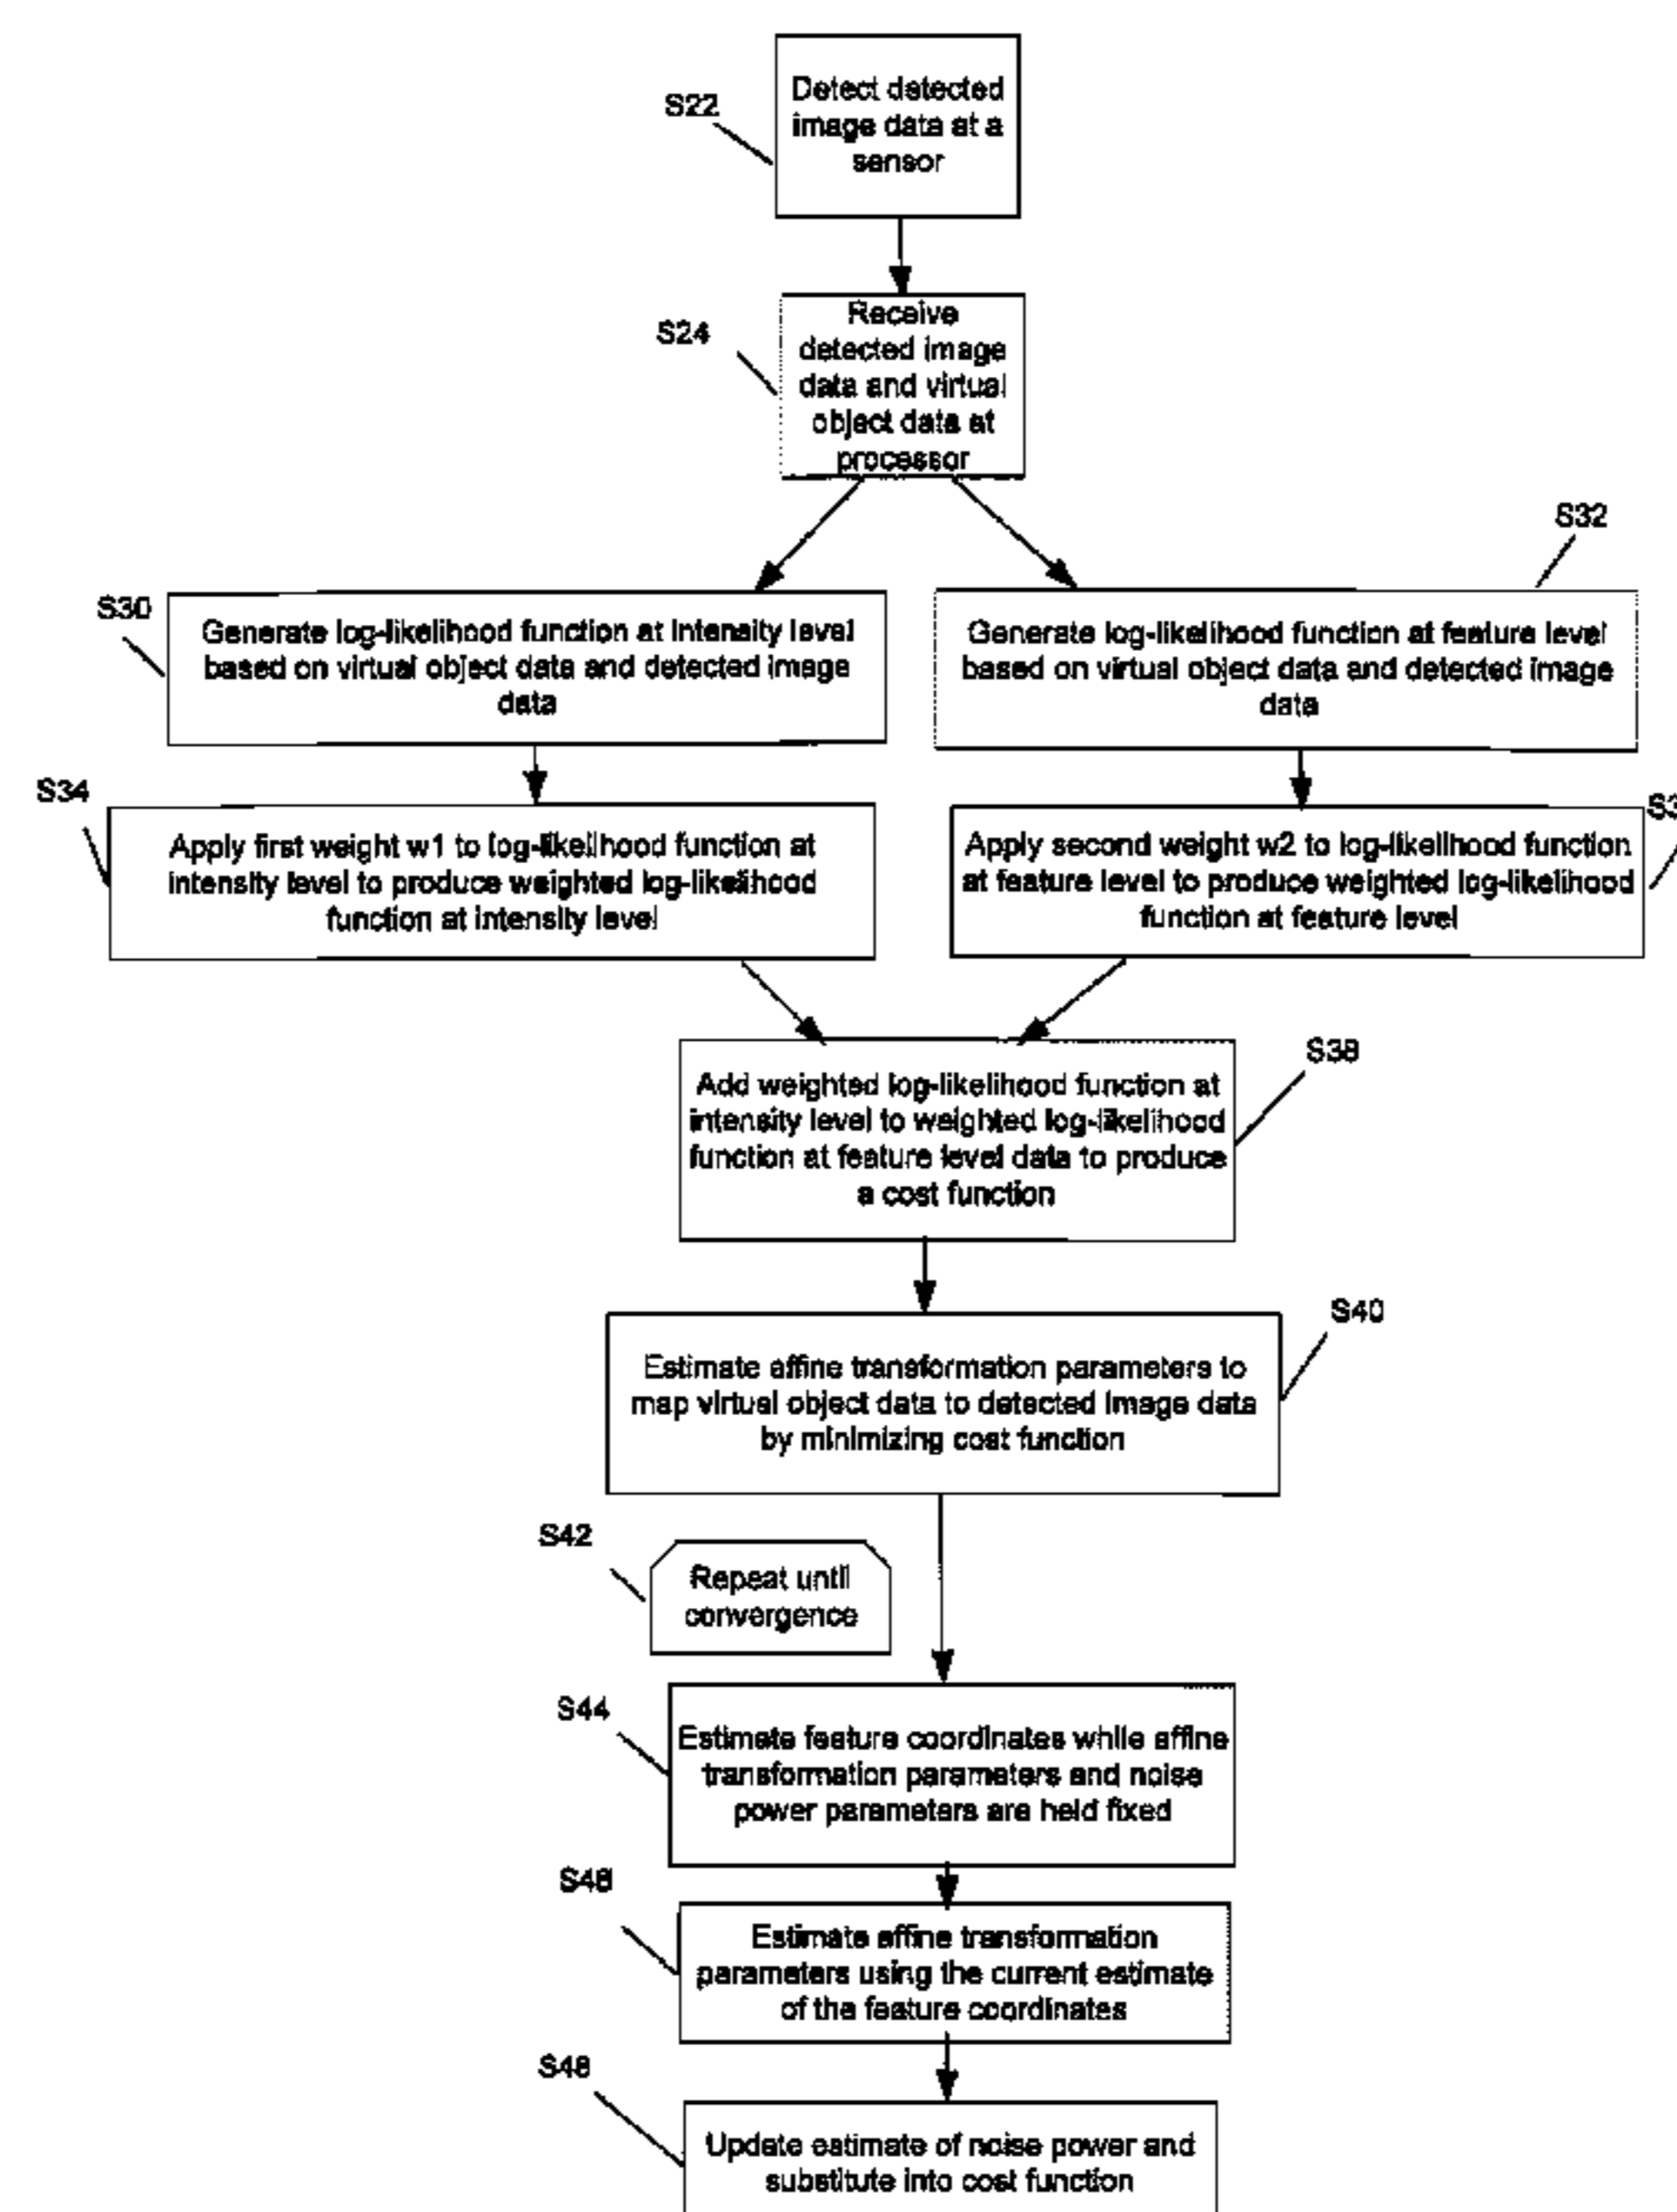 S22
Detect detected
image data at a
sensor
S24
Receive
detected image
data and virtual
object data at
processor
S32
S30
Generate log-likelihood function at intensity level
based on virtual object data and detected image
data
Generate log-likelihood function at feature level
based on virtual object data and detected image
data
S34
Apply first weight w1 to log-likelihood function at
intensity level to produce weighted log-likelihood
function at intensity level
Apply second weight w2 to log-likelihood function
at feature level to produce weighted log-likelihood
function at feature level
S38
Add weighted log-likelihood function at
intensity level to weighted log-likelihood
function at feature level data to produce
a cost function
S40
Estimate affine transformation parameters to
map virtual object data to detected image data
by minimizing cost function
S42
Repeat until
convergence
S44
Estimate feature coordinates while affine
transformation parameters and noise
power parameters are held fixed
Estimate affine transformation
parameters using the current estimate
of the feature coordinates
S48
Update estimate of noise power and
substitute into cost function